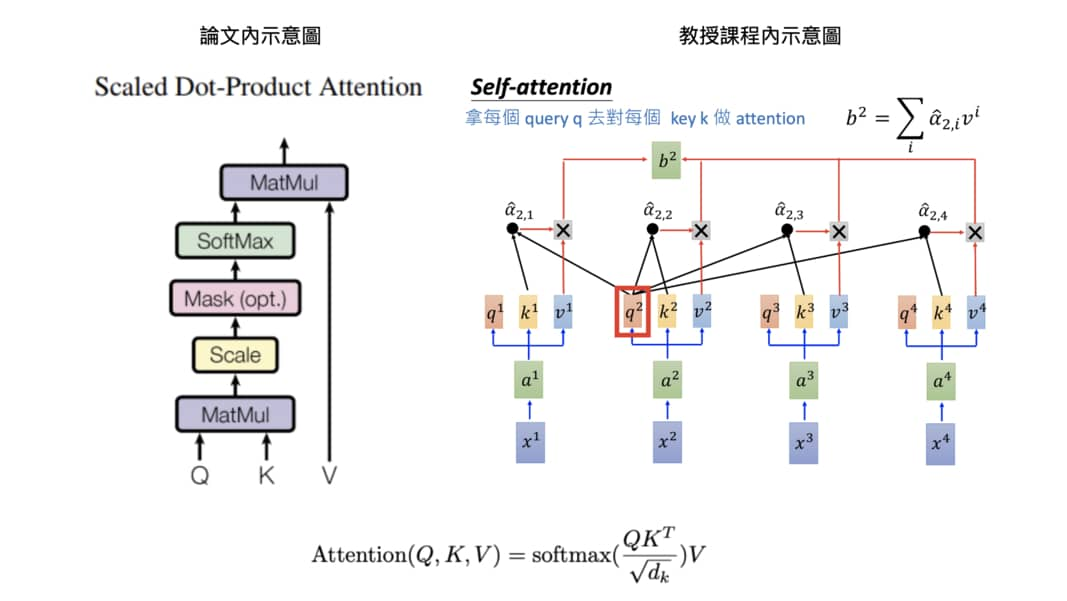 論文內示意圖
教授課程內示意圖
Scaled Dot-Product Attention
MatMul
SoftMax
Mask (opt.)
Scale
MatMul
Q K V
Self-attention
拿每個 query q 去對每個 key k 做 attention
b² = ∑ᵢ α̂₂,ᵢvⁱ
b²
α̂₂,₁ α̂₂,₂ α̂₂,₃ α̂₂,₄
q¹ k¹ v¹ q² k² v² q³ k³ v³ q⁴ k⁴ v⁴
a¹ a² a³ a⁴
x¹ x² x³ x⁴
Attention(Q, K, V) = softmax(QKᵀ/√dₖ)V